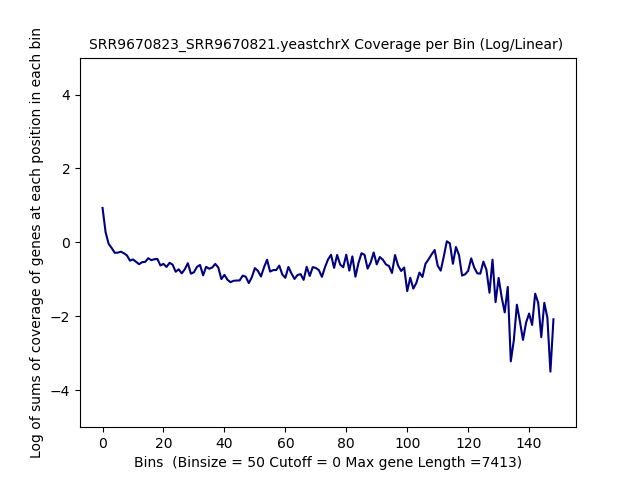 SRR9670823_SRR9670821.yeastchrX Coverage per Bin (Log/Linear)
Log of sums of coverage of genes at each position in each bin
4
2
0
−2
−4
0 20 40 60 80 100 120 140
Bins  (Binsize = 50 Cutoff = 0 Max gene Length =7413)